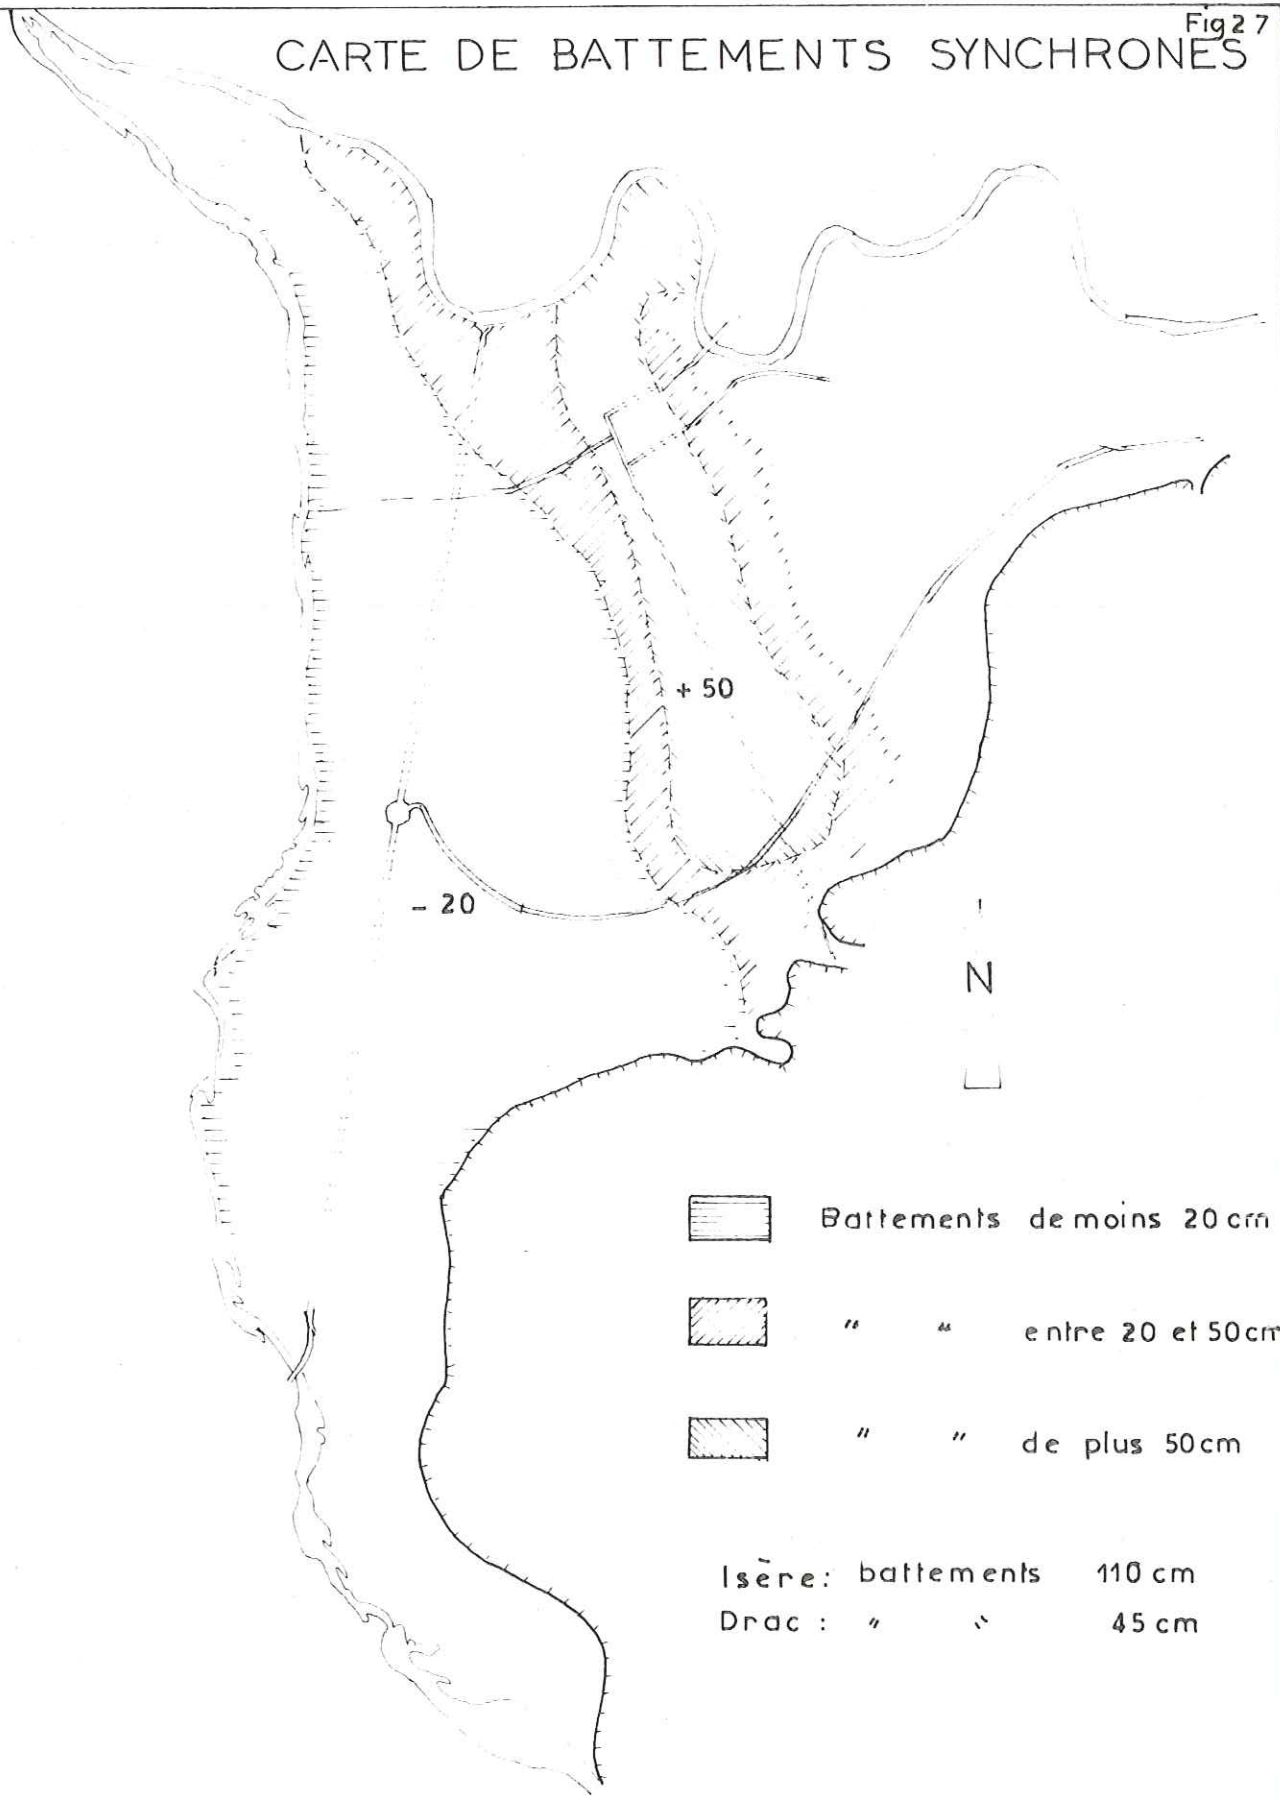 Fig 27
CARTE DE BATTEMENTS SYNCHRONES
+ 50
- 20
N
Battements de moins 20 cm
" " entre 20 et 50 cm
" " de plus 50 cm
Isère: battements 110 cm
Drac : " " 45 cm